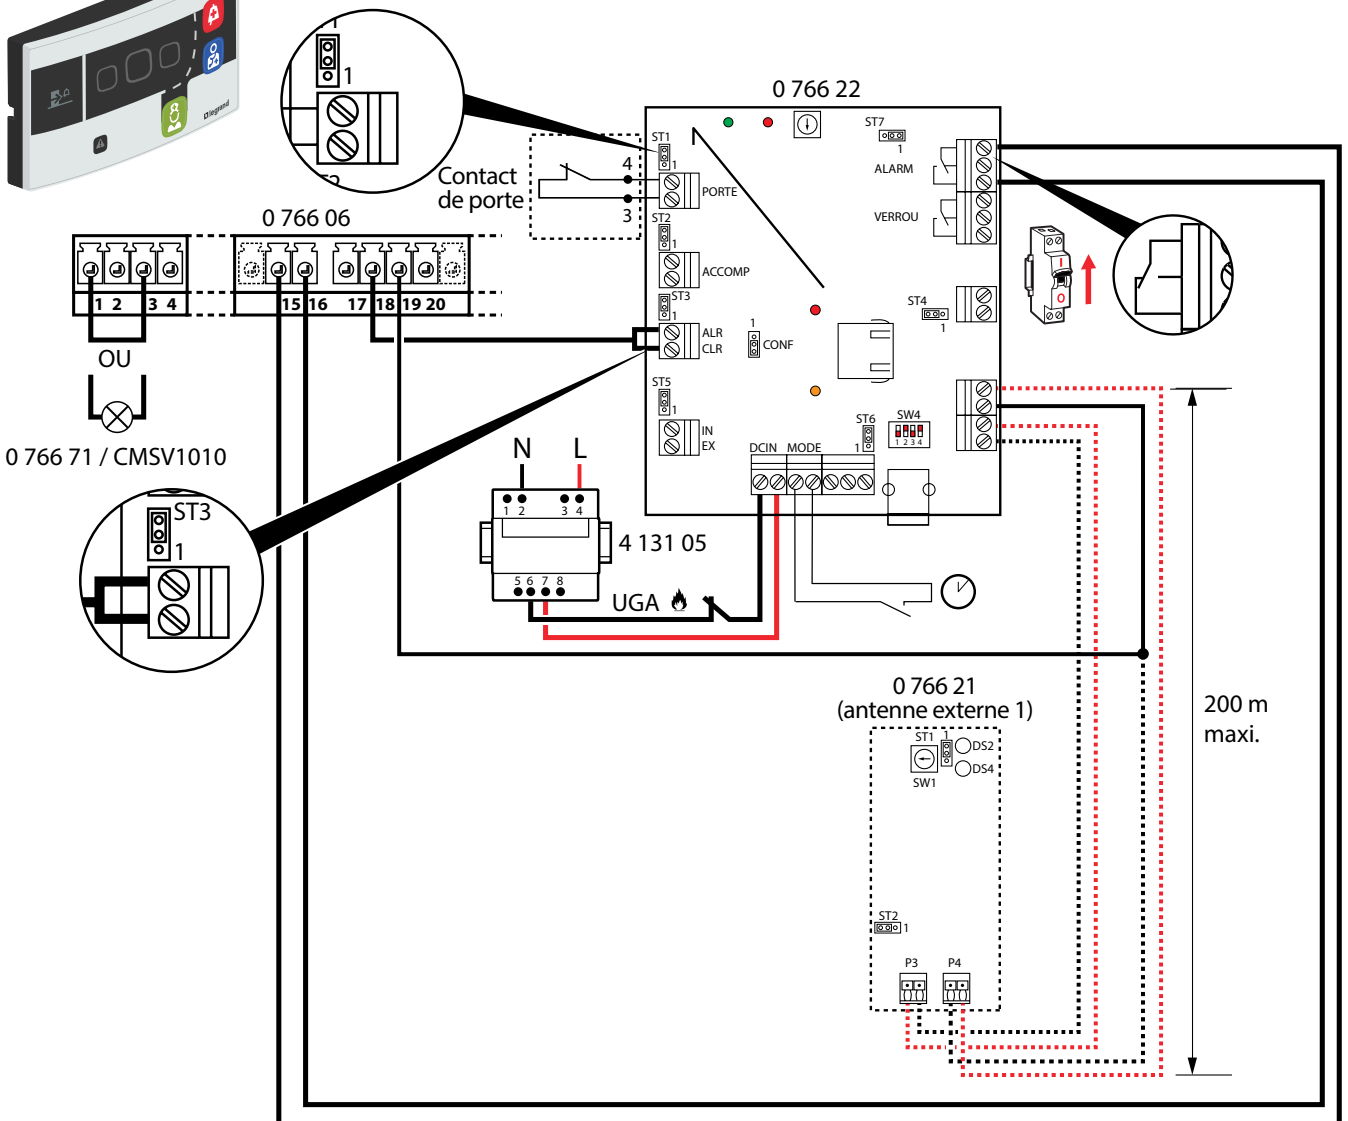 legrand
1
T2
0 766 22
ST7
1
ST1
1
4
Contact
de porte
3
PORTE
ALARM
0 766 06
ST2
1
VERROU
I
O
ACCOMP
1 2 3 4
15 16 17 18 19 20
ST3
1
ST4
1
OU
ALR
CLR
1
CONF
0 766 71 / CMSV1010
ST5
1
IN
EX
ST6
1
SW4
1 2 3 4
N L
DCIN MODE
ST3
1
1 2 3 4
4 131 05
5 6 7 8
UGA
0 766 21
(antenne externe 1)
200 m
maxi.
ST1
1
DS2
DS4
SW1
ST2
1
P3 P4